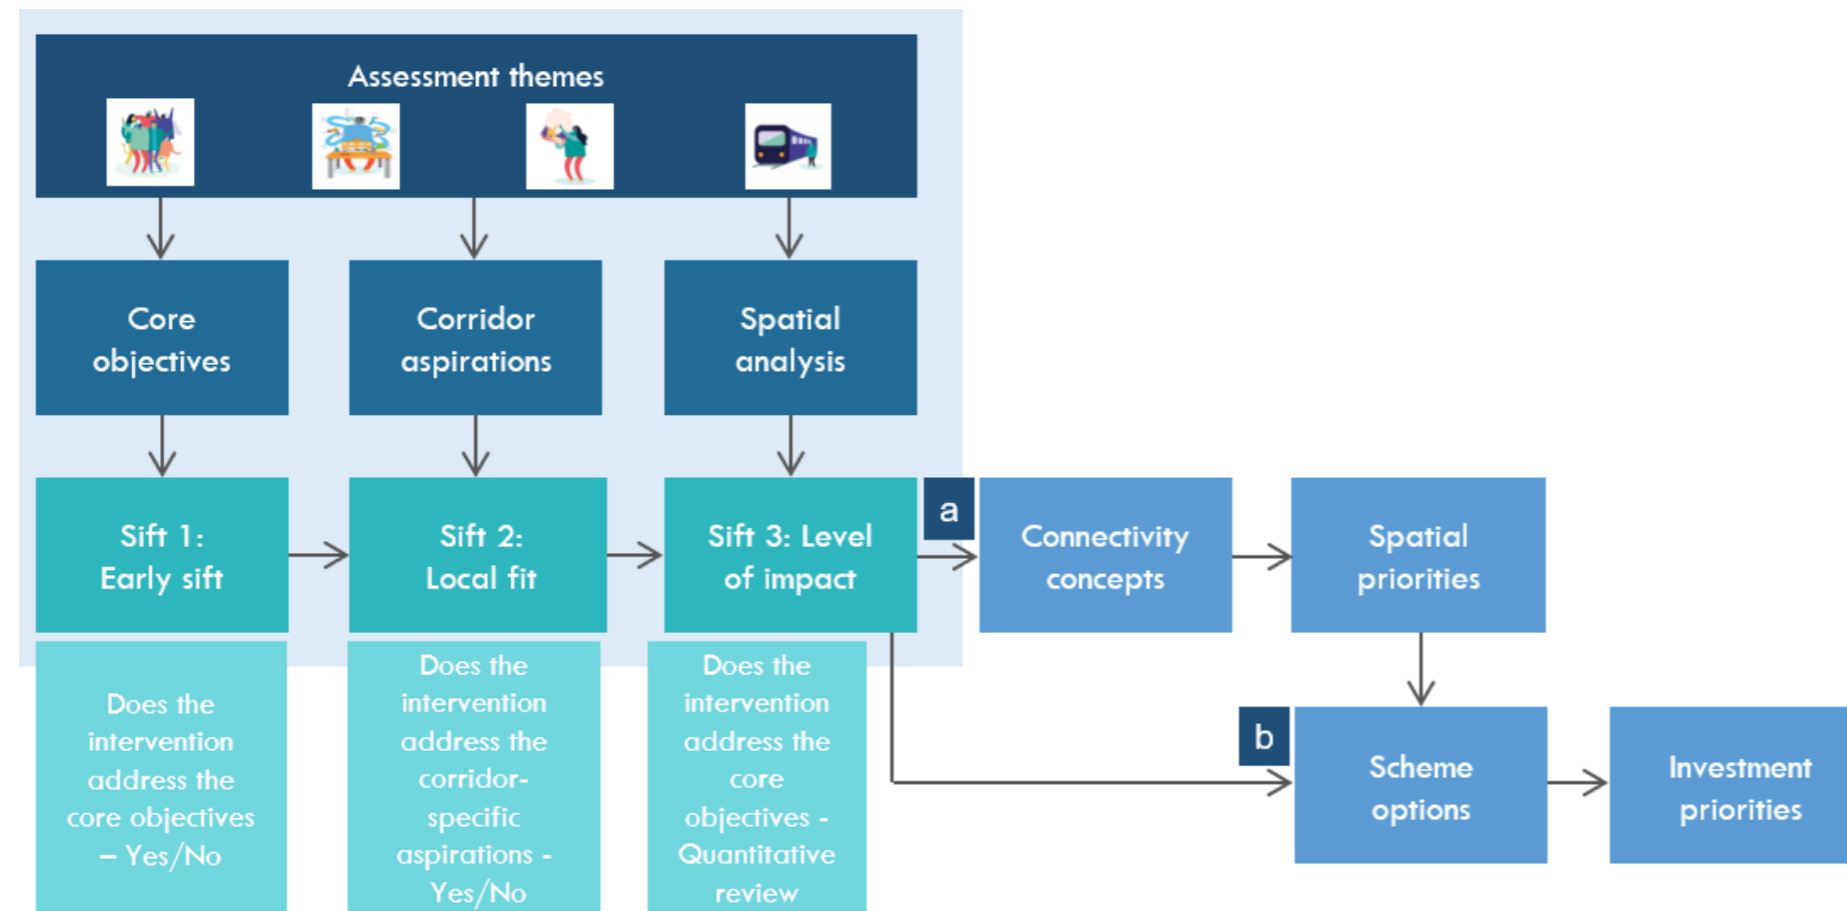 Assessment themes
Core
objectives
Corridor
aspirations
Spatial
analysis
Sift 1:
Early sift
Sift 2:
Local fit
Sift 3: Level
of impact
a
Connectivity
concepts
Spatial
priorities
Does the
intervention
address the
core objectives
– Yes/No
Does the
intervention
address the
corridor-
specific
aspirations -
Yes/No
Does the
intervention
address the
core
objectives -
Quantitative
review
b
Scheme
options
Investment
priorities